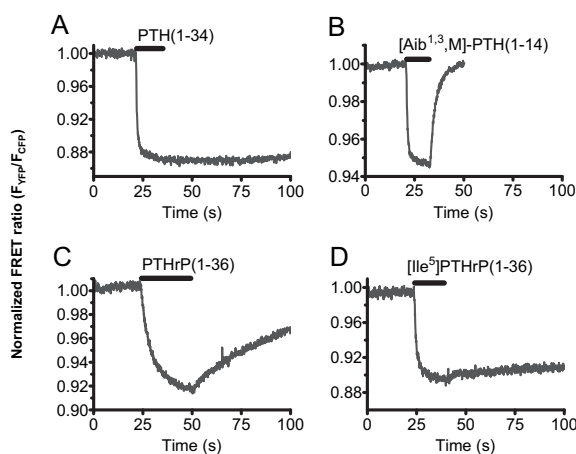 A
PTH(1-34)
1.00
0.96
0.92
0.88
0 25 50 75 100
Time (s)
B
[Aib1,3,M]-PTH(1-14)
1.00
0.98
0.96
0.94
0 25 50 75 100
Time (s)
Normalized FRET ratio (FYFP/FCFP)
C
PTHrP(1-36)
1.00
0.98
0.96
0.94
0.92
0.90
0 25 50 75 100
Time (s)
D
[Ile5]PTHrP(1-36)
1.00
0.96
0.92
0.88
0 25 50 75 100
Time (s)